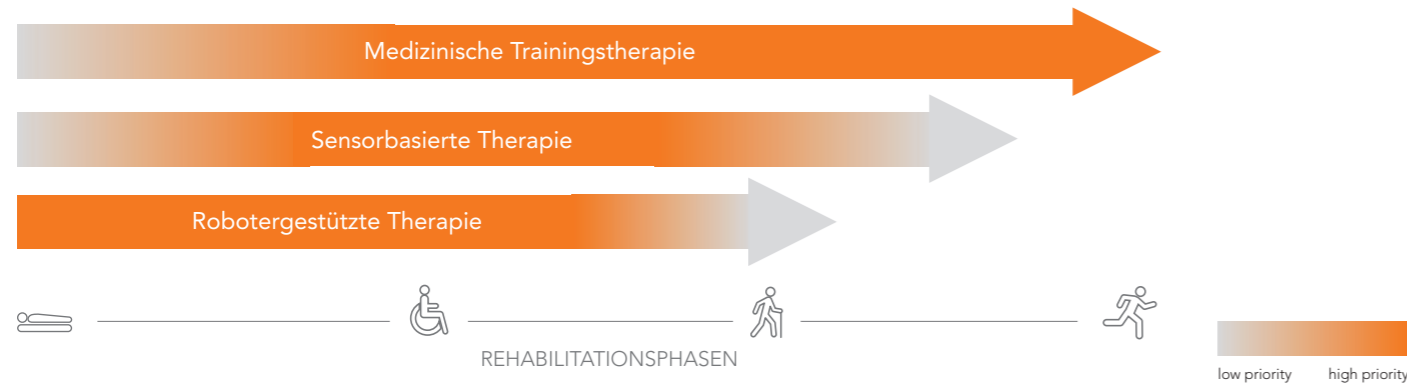 Medizinische Trainingstherapie
Sensorbasierte Therapie
Robotergestützte Therapie
REHABILITATIONSPHASEN
low priority high priority